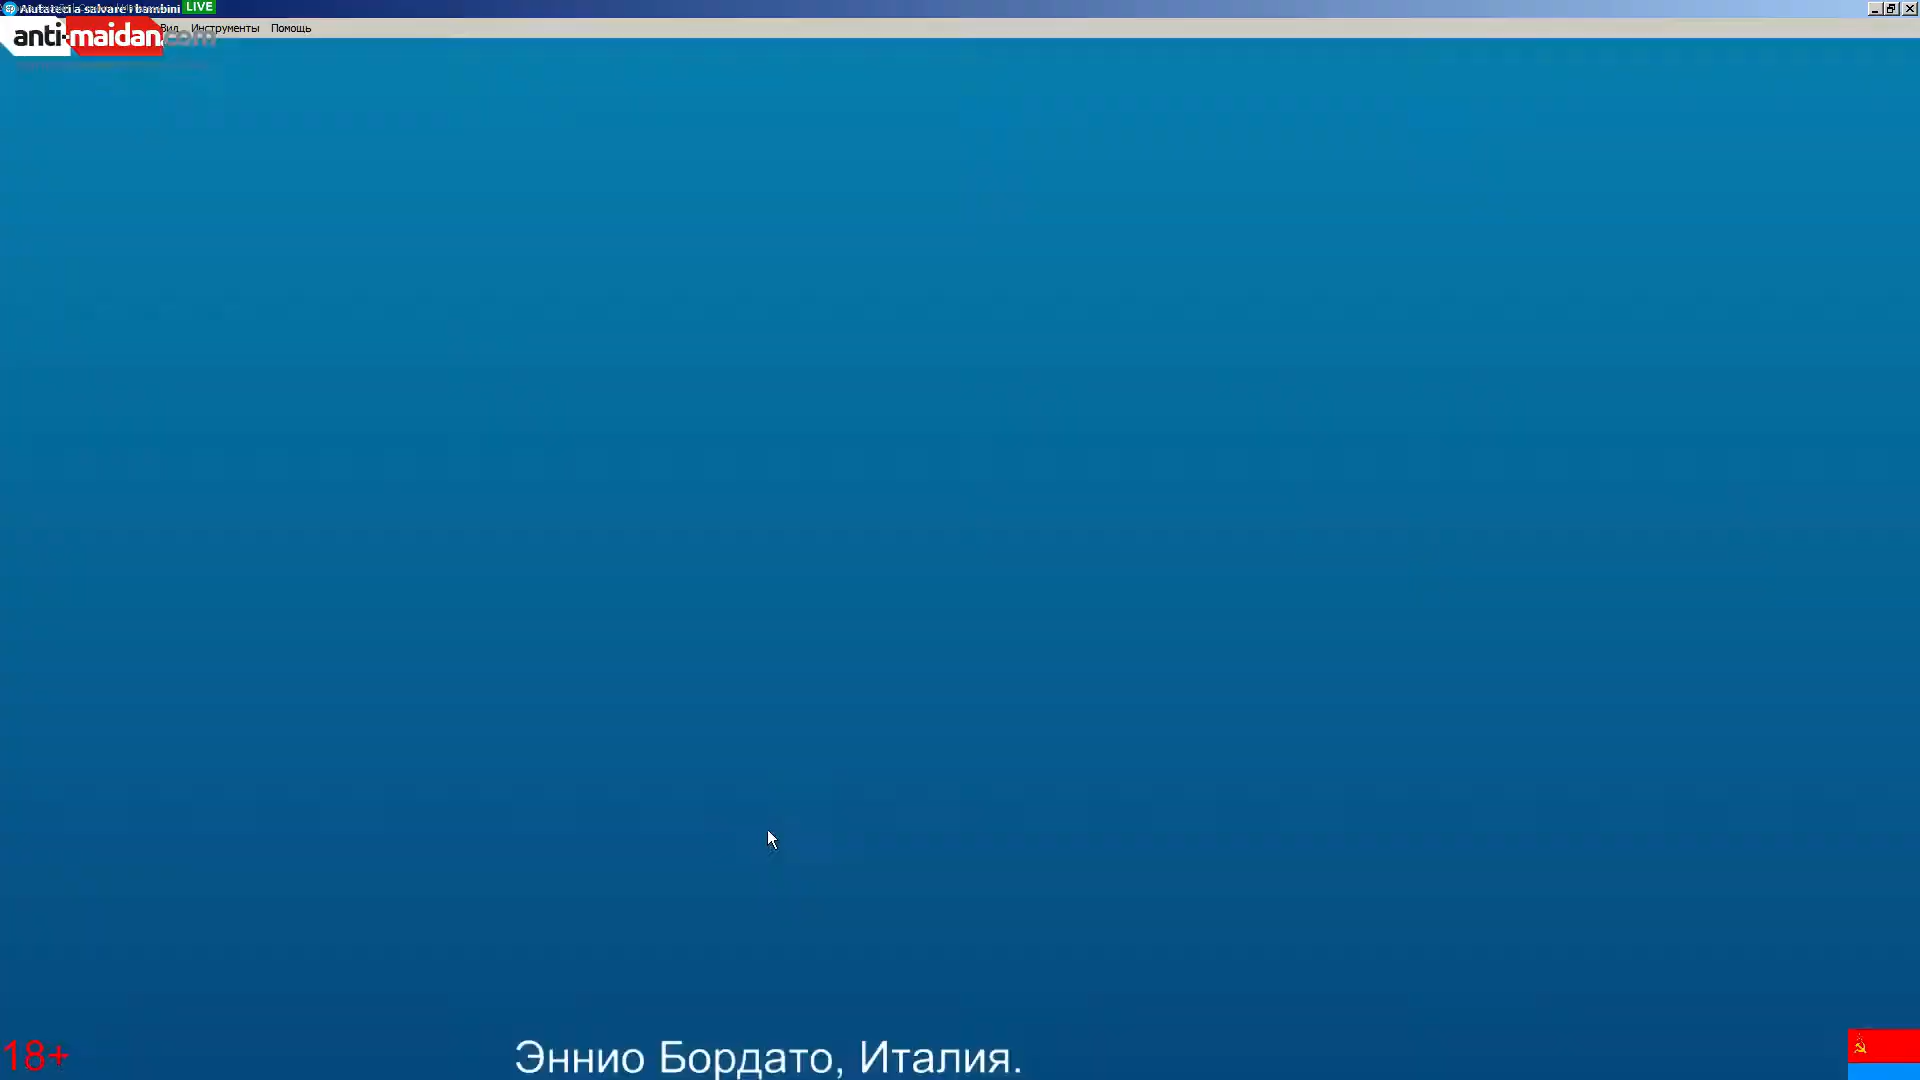 Aiutateci a salvare i bambini
LIVE
anti-maidan.com
Вид Инструменты Помощь
18+
Эннио Бордато, Италия.